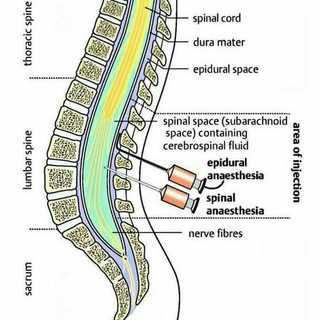 thoracic spine
spinal cord
dura mater
epidural space
spinal space (subarachnoid
space) containing
cerebrospinal fluid
area of injection
lumbar spine
epidural
anaesthesia
spinal
anaesthesia
nerve fibres
sacrum